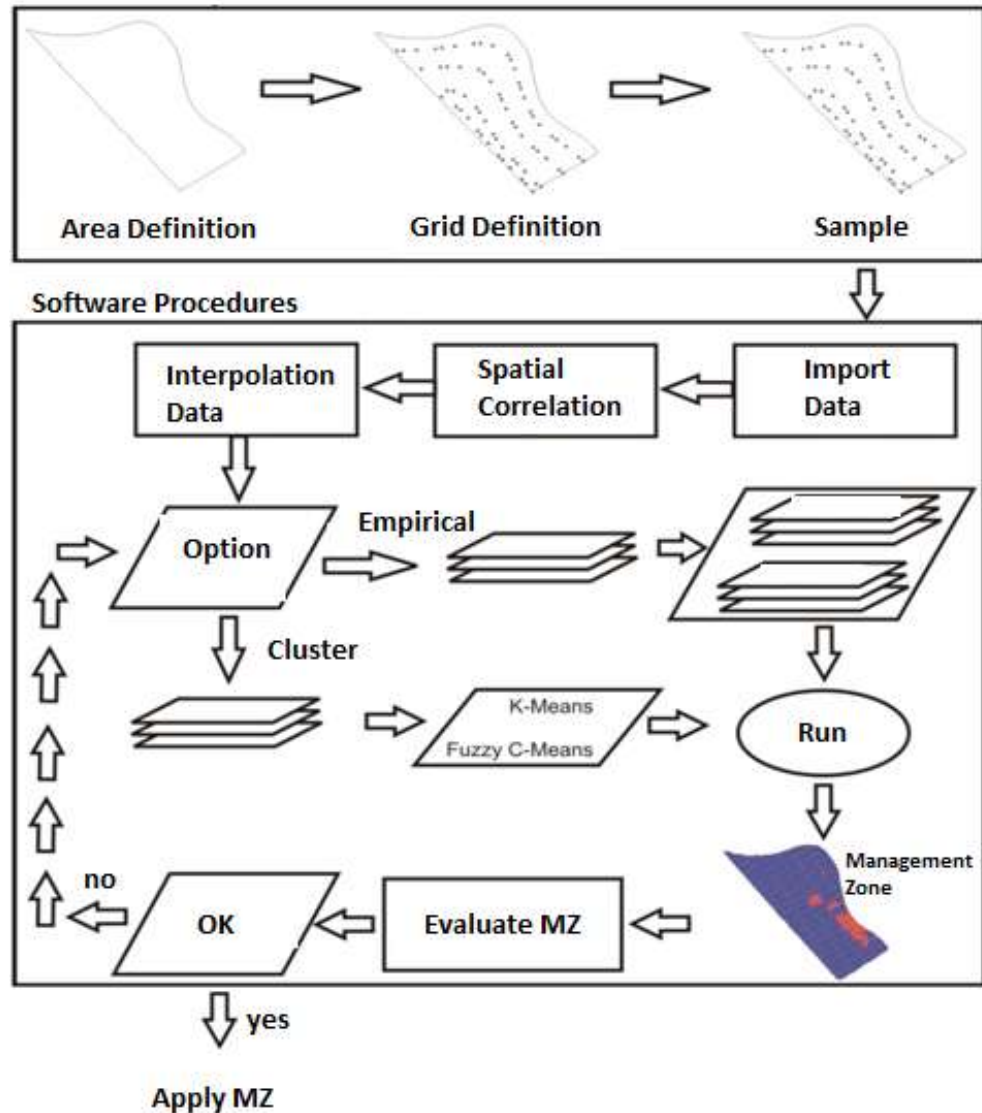 Area Definition
Grid Definition
Sample
Software Procedures
Interpolation
Data
Spatial
Correlation
Import
Data
Option
Empirical
Cluster
K-Means
Fuzzy C-Means
Run
Management
Zone
no
OK
Evaluate MZ
yes
Apply MZ